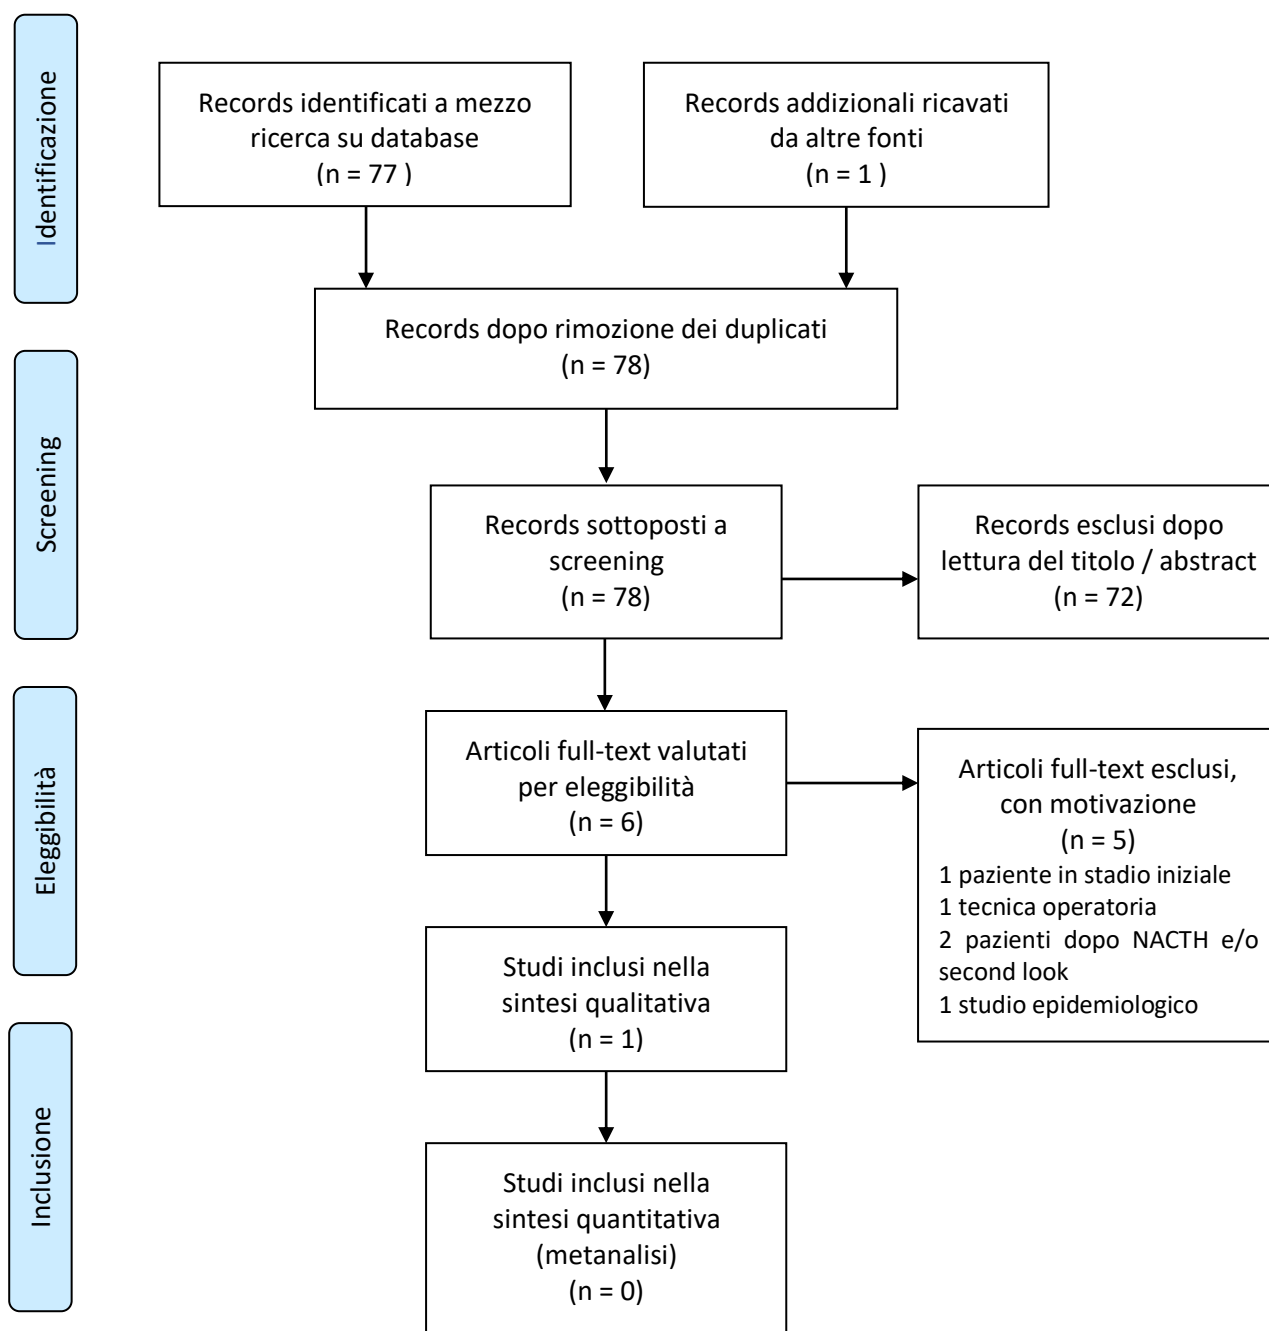 Identificazione
Records identificati a mezzo
ricerca su database
(n = 77 )
Records addizionali ricavati
da altre fonti
(n = 1 )
Records dopo rimozione dei duplicati
(n = 78)
Screening
Records sottoposti a
screening
(n = 78)
Records esclusi dopo
lettura del titolo / abstract
(n = 72)
Eleggibilità
Articoli full-text valutati
per eleggibilità
(n = 6)
Articoli full-text esclusi,
con motivazione
(n = 5)
1 paziente in stadio iniziale
1 tecnica operatoria
2 pazienti dopo NACTH e/o
second look
1 studio epidemiologico
Studi inclusi nella
sintesi qualitativa
(n = 1)
Inclusione
Studi inclusi nella
sintesi quantitativa
(metanalisi)
(n = 0)